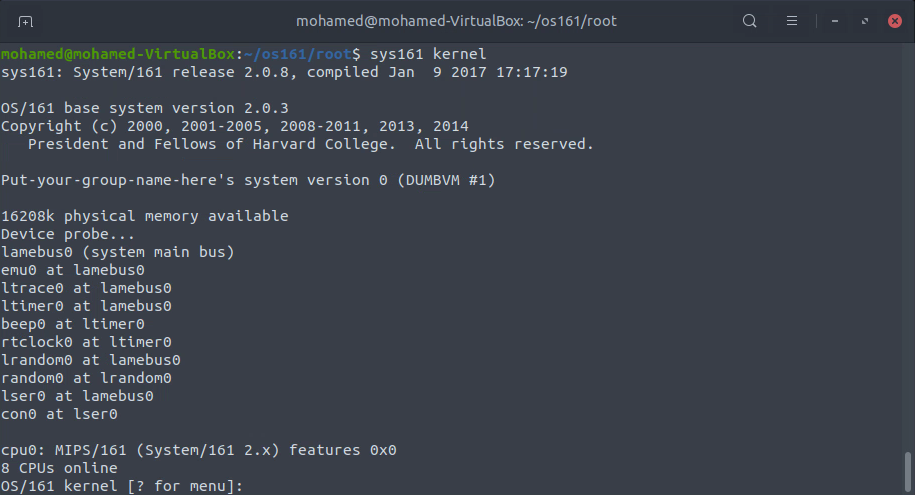 mohamed@mohamed-VirtualBox: ~/os161/root
mohamed@mohamed-VirtualBox:~/os161/root$ sys161 kernel
sys161: System/161 release 2.0.8, compiled Jan  9 2017 17:17:19
OS/161 base system version 2.0.3
Copyright (c) 2000, 2001-2005, 2008-2011, 2013, 2014
   President and Fellows of Harvard College.  All rights reserved.
Put-your-group-name-here's system version 0 (DUMBVM #1)
16208k physical memory available
Device probe...
lamebus0 (system main bus)
emu0 at lamebus0
ltrace0 at lamebus0
ltimer0 at lamebus0
beep0 at ltimer0
rtclock0 at ltimer0
lrandom0 at lamebus0
random0 at lrandom0
lser0 at lamebus0
con0 at lser0
cpu0: MIPS/161 (System/161 2.x) features 0x0
8 CPUs online
OS/161 kernel [? for menu]: